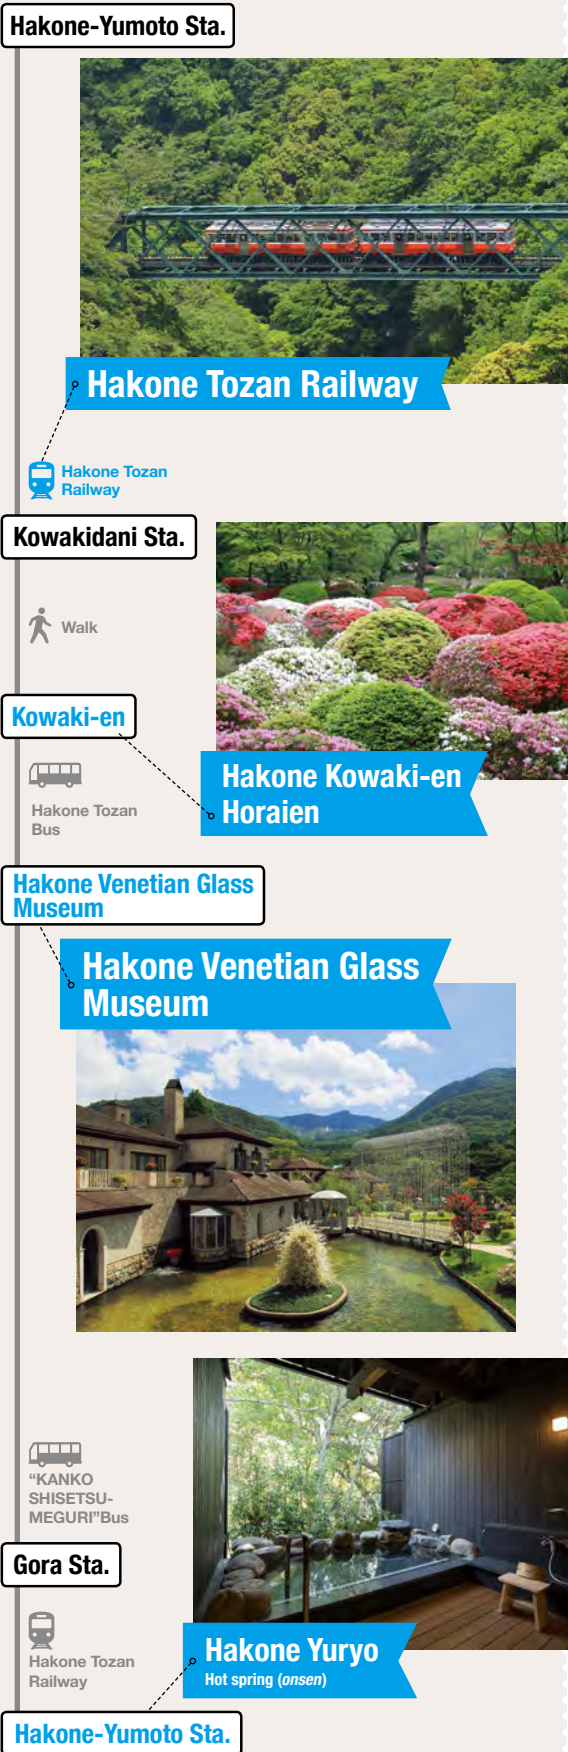 Hakone-Yumoto Sta.
Hakone Tozan Railway
Hakone Tozan
Railway
Kowakidani Sta.
Walk
Kowaki-en
Hakone Kowaki-en
Horaien
Hakone Tozan
Bus
Hakone Venetian Glass
Museum
Hakone Venetian Glass
Museum
“KANKO
SHISETSU-
MEGURI”Bus
Gora Sta.
Hakone Yuryo
Hot spring (onsen)
Hakone Tozan
Railway
Hakone-Yumoto Sta.